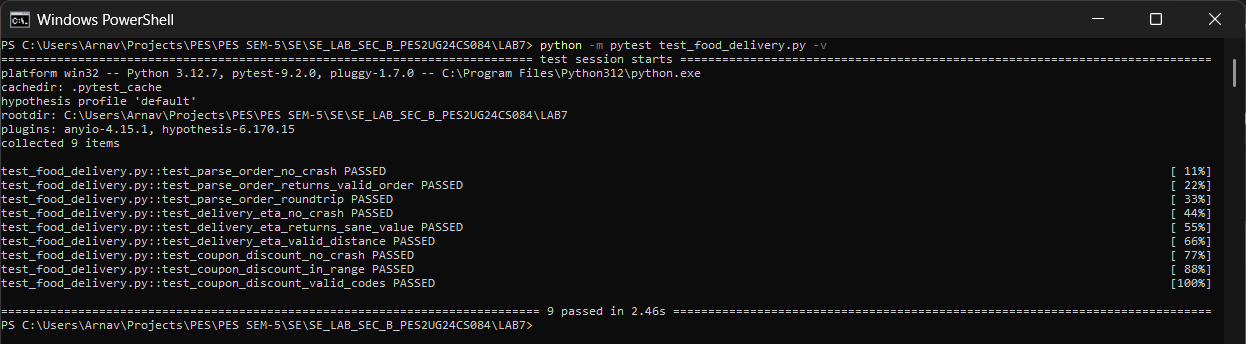 Windows PowerShell
PS C:\Users\Arnav\Projects\PES\PES SEM-5\SE\SE_LAB_SEC_B_PES2UG24CS084\LAB7> python -m pytest test_food_delivery.py -v
============================================================================= test session starts =============================================================================
platform win32 -- Python 3.12.7, pytest-9.2.0, pluggy-1.7.0 -- C:\Program Files\Python312\python.exe
cachedir: .pytest_cache
hypothesis profile 'default'
rootdir: C:\Users\Arnav\Projects\PES\PES SEM-5\SE\SE_LAB_SEC_B_PES2UG24CS084\LAB7
plugins: anyio-4.15.1, hypothesis-6.170.15
collected 9 items
test_food_delivery.py::test_parse_order_no_crash PASSED [ 11%]
test_food_delivery.py::test_parse_order_returns_valid_order PASSED [ 22%]
test_food_delivery.py::test_parse_order_roundtrip PASSED [ 33%]
test_food_delivery.py::test_delivery_eta_no_crash PASSED [ 44%]
test_food_delivery.py::test_delivery_eta_returns_sane_value PASSED [ 55%]
test_food_delivery.py::test_delivery_eta_valid_distance PASSED [ 66%]
test_food_delivery.py::test_coupon_discount_no_crash PASSED [ 77%]
test_food_delivery.py::test_coupon_discount_in_range PASSED [ 88%]
test_food_delivery.py::test_coupon_discount_valid_codes PASSED [100%]
============================================================================== 9 passed in 2.46s ==============================================================================
PS C:\Users\Arnav\Projects\PES\PES SEM-5\SE\SE_LAB_SEC_B_PES2UG24CS084\LAB7>